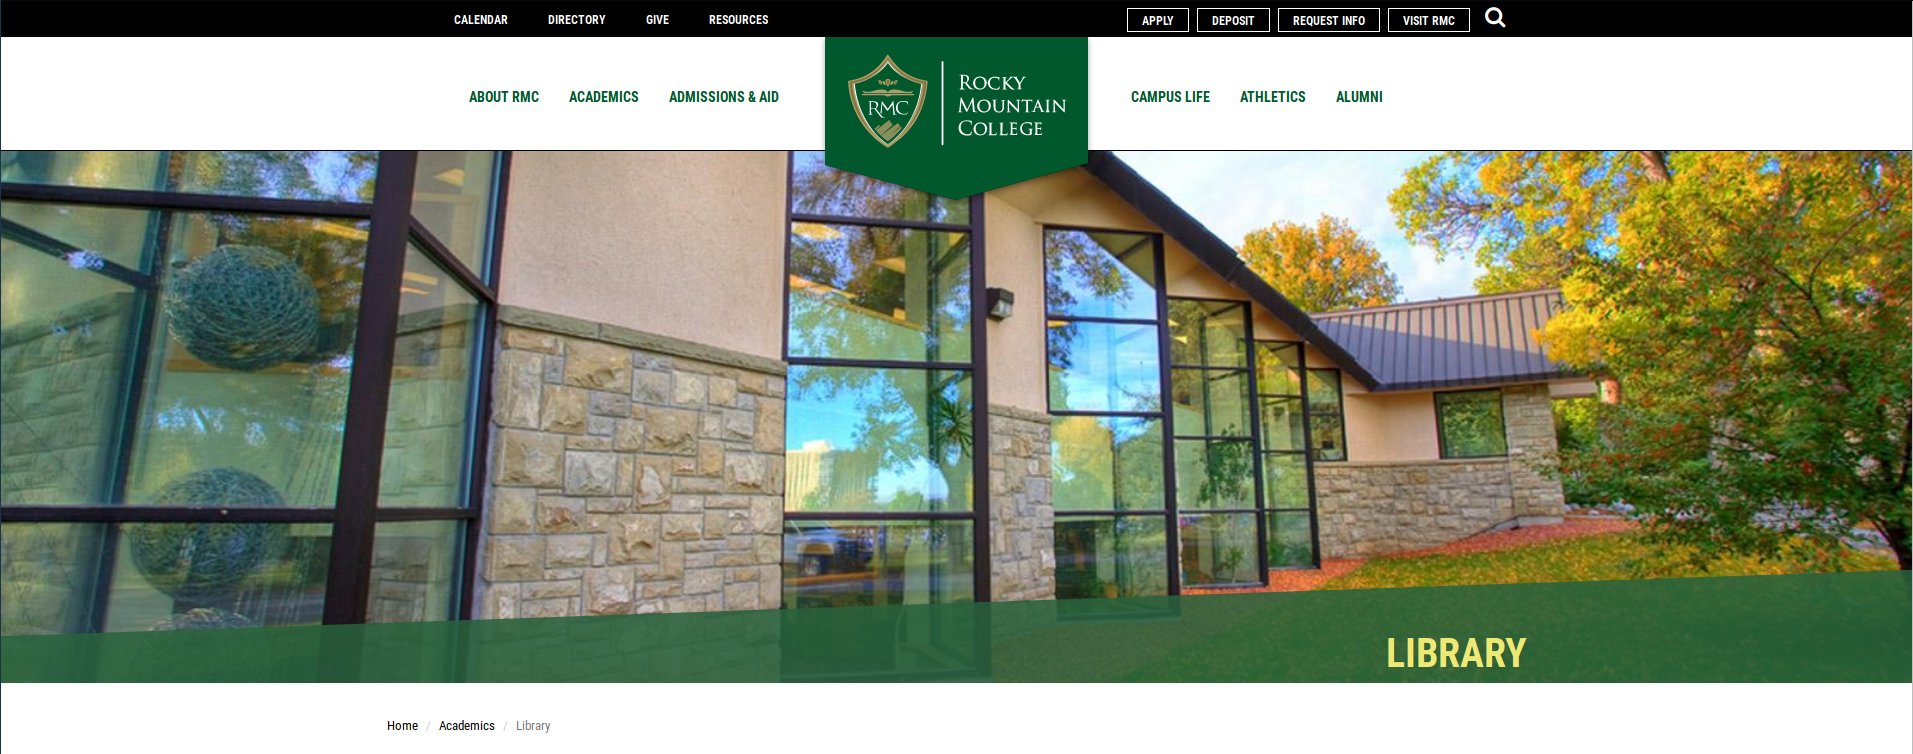 CALENDAR DIRECTORY GIVE RESOURCES APPLY DEPOSIT REQUEST INFO VISIT RMC
ABOUT RMC ACADEMICS ADMISSIONS & AID CAMPUS LIFE ATHLETICS ALUMNI
RMC
ROCKY
MOUNTAIN
COLLEGE
LIBRARY
Home / Academics / Library